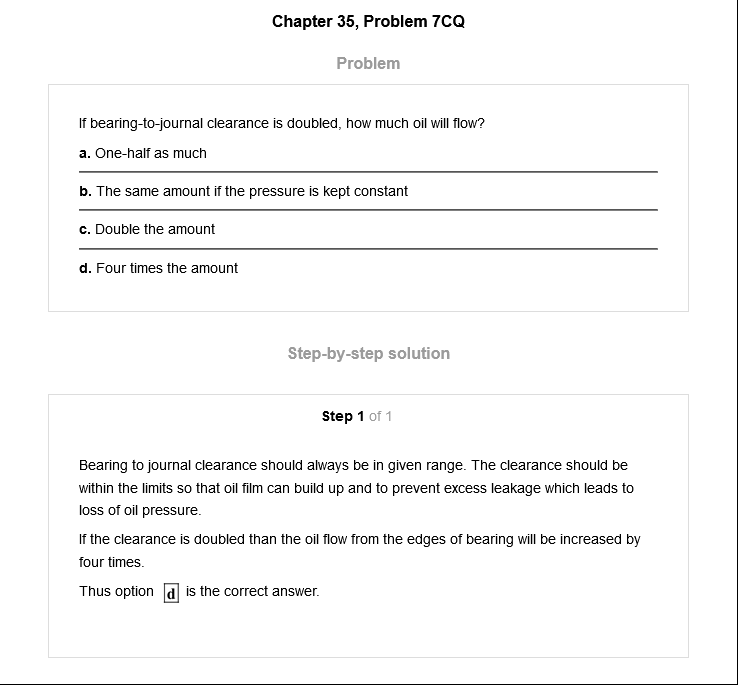 Chapter 35, Problem 7CQ
Problem
If bearing-to-journal clearance is doubled, how much oil will flow?
a. One-half as much
b. The same amount if the pressure is kept constant
c. Double the amount
d. Four times the amount
Step-by-step solution
Step 1 of 1
Bearing to journal clearance should always be in given range. The clearance should be
within the limits so that oil film can build up and to prevent excess leakage which leads to
loss of oil pressure.
If the clearance is doubled than the oil flow from the edges of bearing will be increased by
four times.
Thus option d is the correct answer.